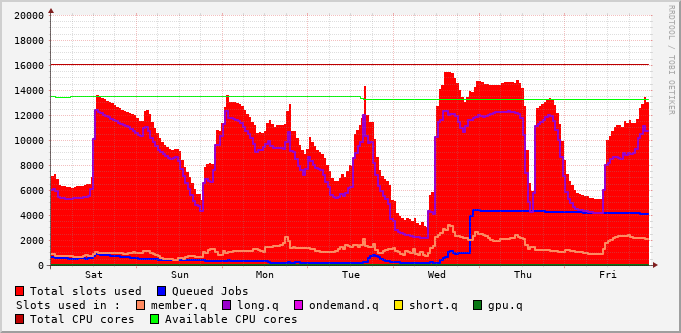 RRDTOOL / TOBI OETIKER
20000
18000
16000
14000
12000
10000
8000
6000
4000
2000
0
Sat Sun Mon Tue Wed Thu Fri
Total slots used Queued Jobs
Slots used in : member.q long.q ondemand.q short.q gpu.q
Total CPU cores Available CPU cores